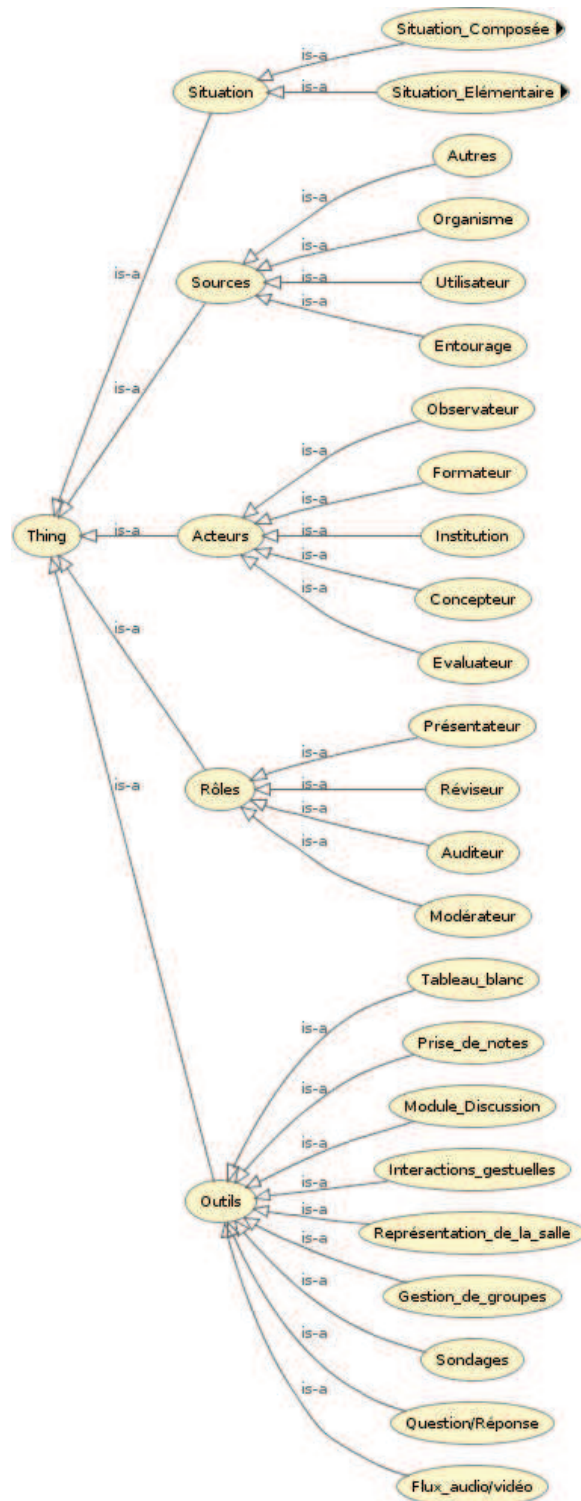 Situation_Composée
is-a
Situation
is-a
Situation_Elémentaire
Autres
is-a
Organisme
is-a
is-a
Sources
is-a
Utilisateur
is-a
Entourage
is-a
Observateur
is-a
Formateur
is-a
Thing
is-a
Acteurs
is-a
Institution
is-a
Concepteur
is-a
Evaluateur
is-a
Présentateur
is-a
is-a
Rôles
is-a
Réviseur
is-a
Auditeur
is-a
Modérateur
Tableau_blanc
is-a
Prise_de_notes
is-a
Module_Discussion
is-a
Interactions_gestuelles
is-a
Outils
is-a
Représentation_de_la_salle
is-a
Gestion_de_groupes
is-a
Sondages
is-a
Question/Réponse
is-a
Flux_audio/vidéo